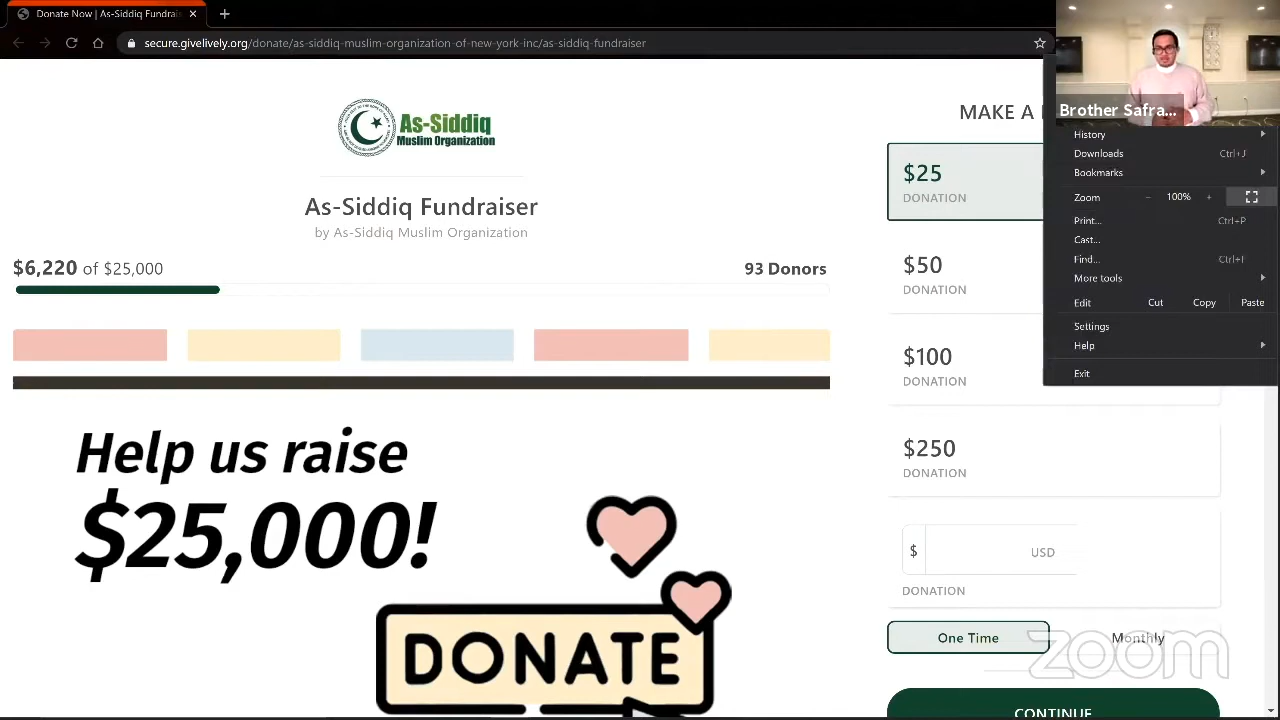 Donate Now | As-Siddiq Fundrai
secure.givelively.org/donate/as-siddiq-muslim-organization-of-new-york-inc/as-siddiq-fundraiser
Brother Safra...
As-Siddiq
Muslim Organization
As-Siddiq Fundraiser
by As-Siddiq Muslim Organization
$6,220 of $25,000
93 Donors
Help us raise
$25,000!
DONATE
MAKE A
$25
DONATION
$50
DONATION
$100
DONATION
$250
DONATION
$
USD
DONATION
One Time
Monthly
CONTINUE
zoom
History
Downloads Ctrl+J
Bookmarks
Zoom − 100% +
Print... Ctrl+P
Cast...
Find... Ctrl+F
More tools
Edit Cut Copy Paste
Settings
Help
Exit